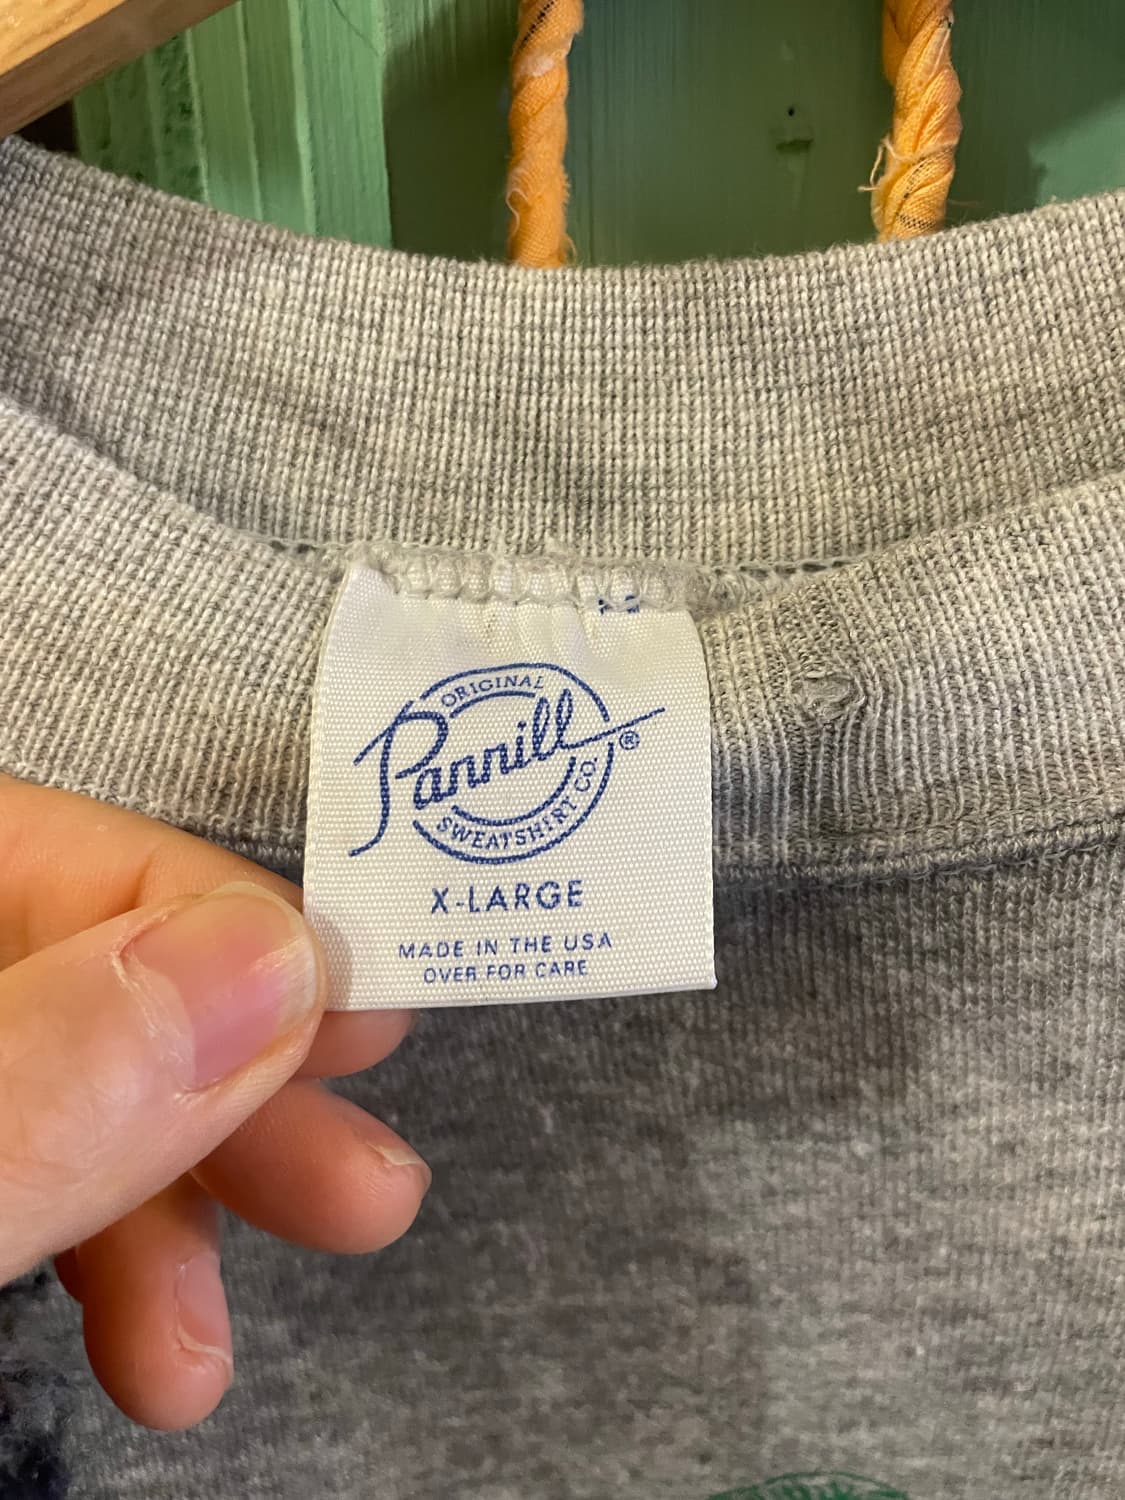 ORIGINAL
Pannill
®
SWEATSHIRT CO.
X-LARGE
MADE IN THE USA
OVER FOR CARE